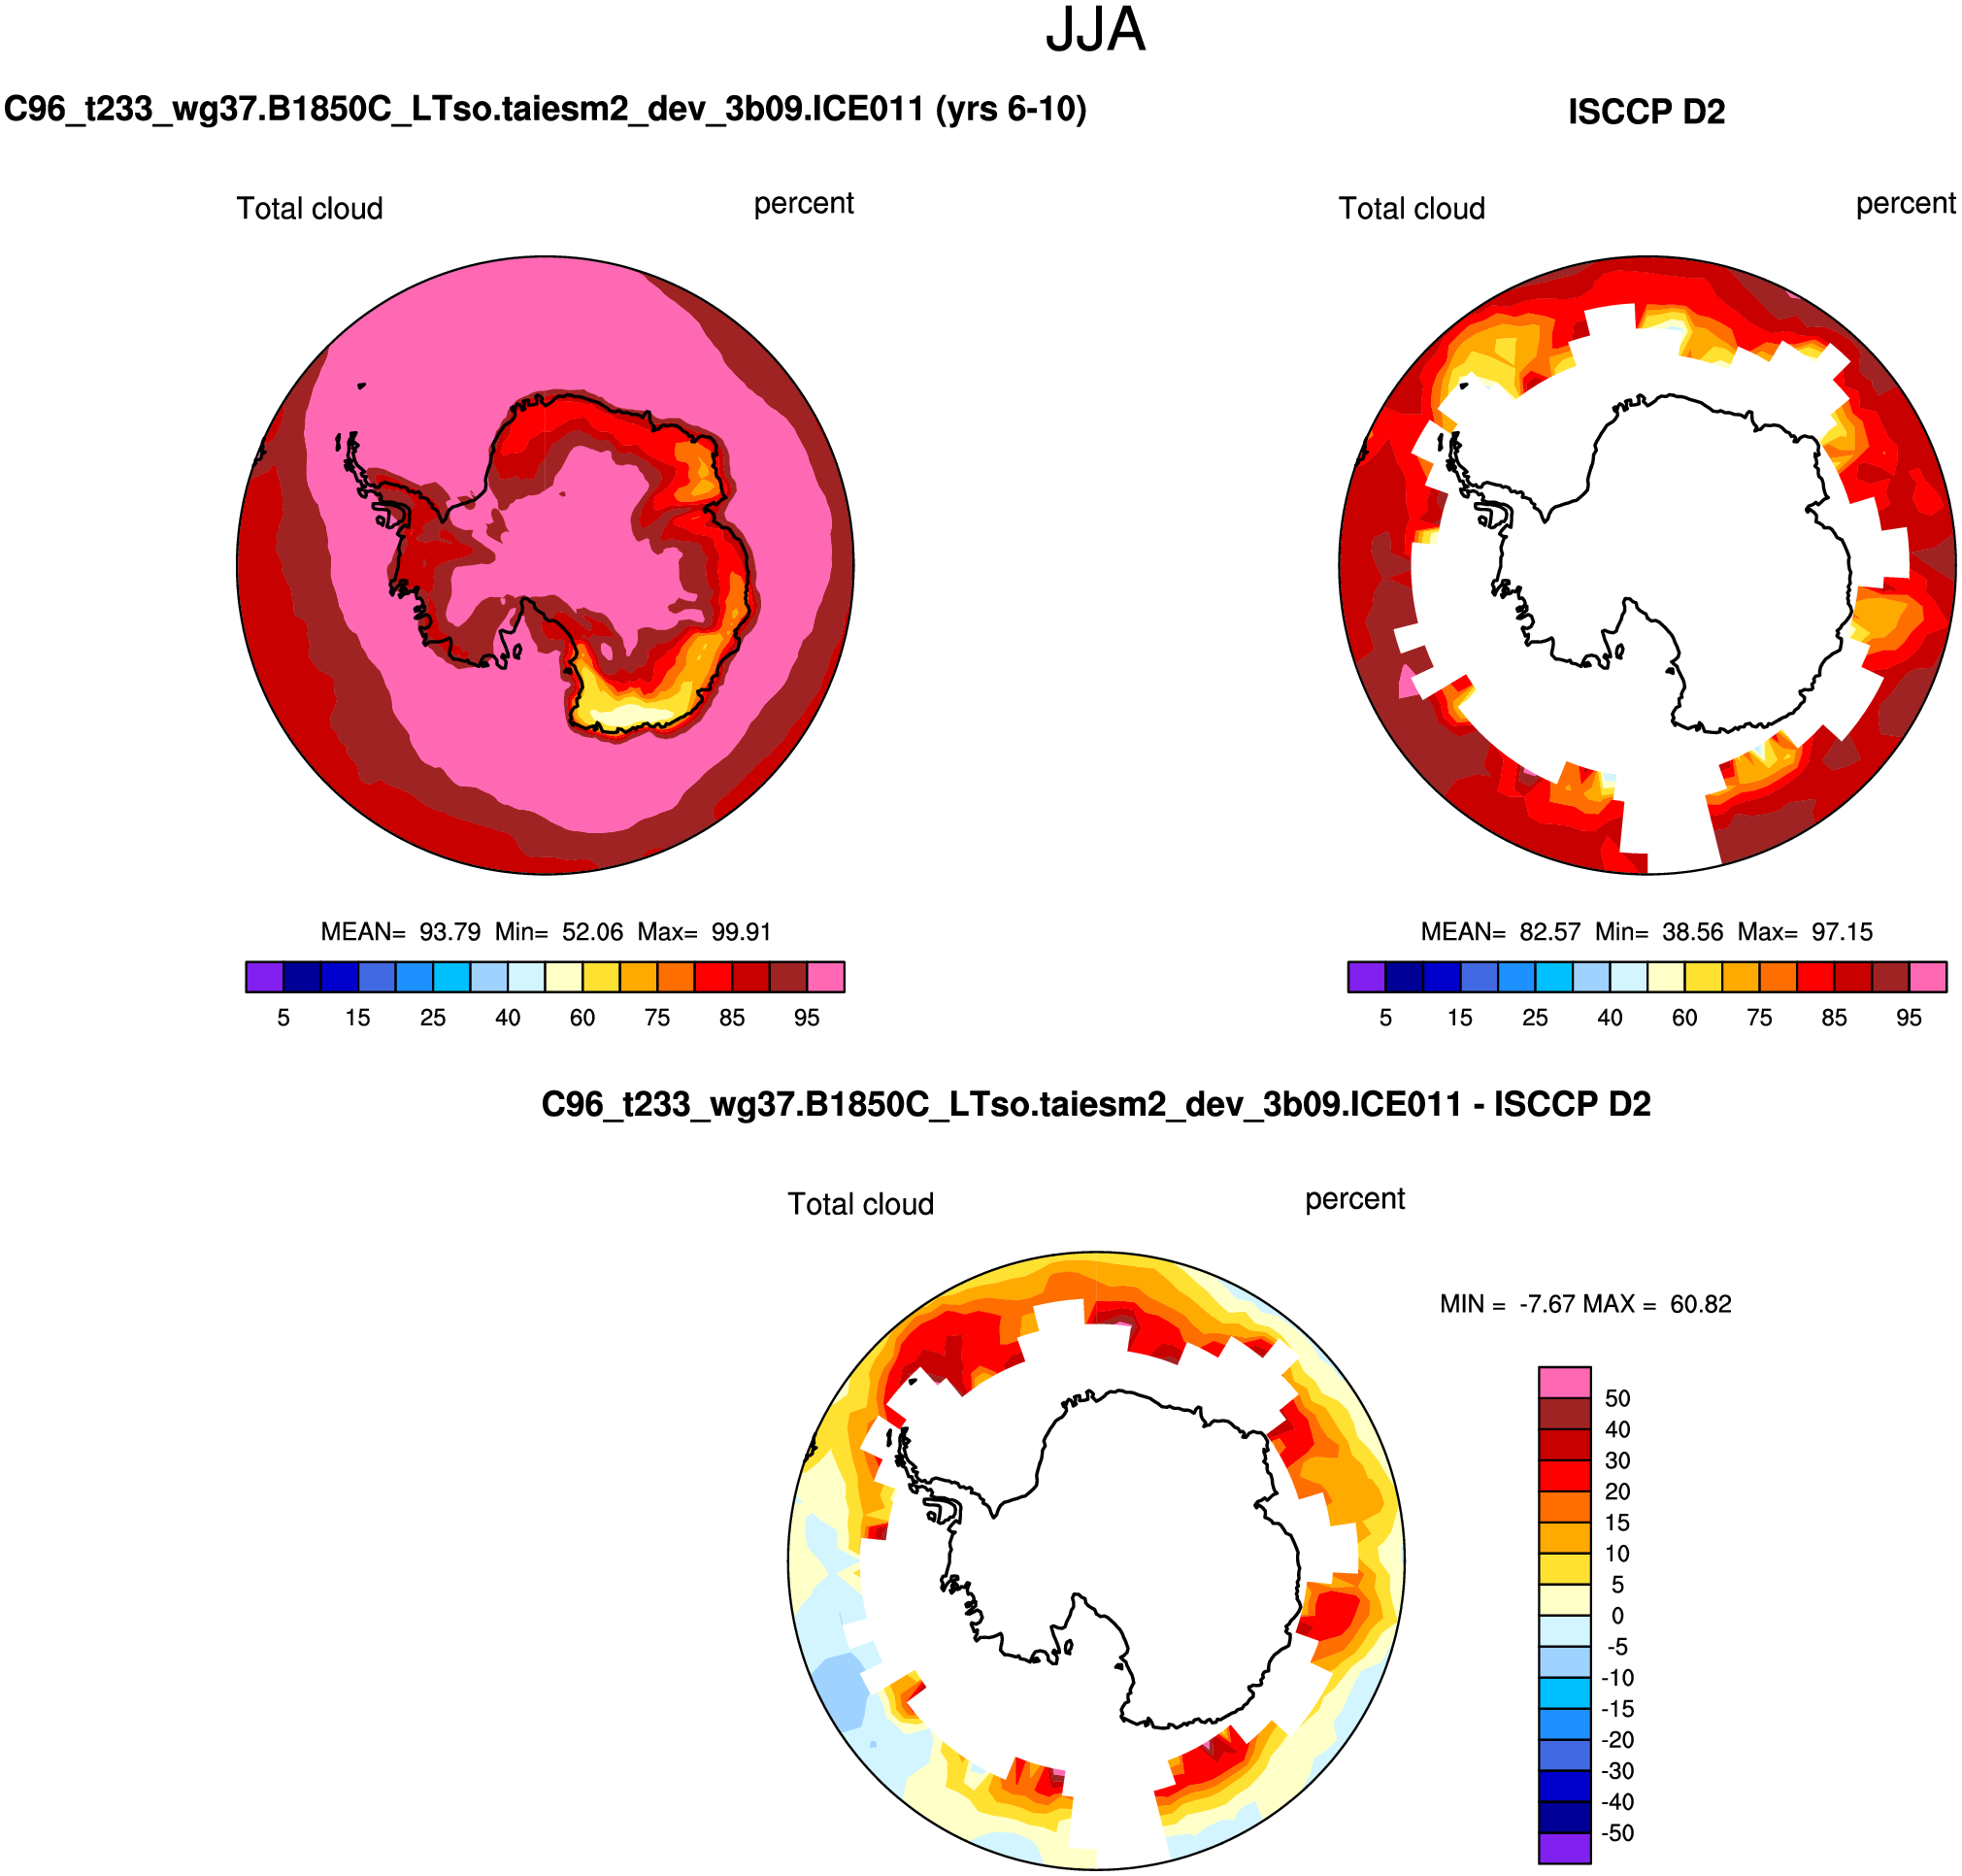 JJA
C96_t233_wg37.B1850C_LTso.taiesm2_dev_3b09.ICE011 (yrs 6-10)
ISCCP D2
Total cloud percent
Total cloud percent
MEAN= 93.79 Min= 52.06 Max= 99.91
MEAN= 82.57 Min= 38.56 Max= 97.15
5 15 25 40 60 75 85 95
5 15 25 40 60 75 85 95
C96_t233_wg37.B1850C_LTso.taiesm2_dev_3b09.ICE011 - ISCCP D2
Total cloud percent
MIN = -7.67 MAX = 60.82
50
40
30
20
15
10
5
0
-5
-10
-15
-20
-30
-40
-50